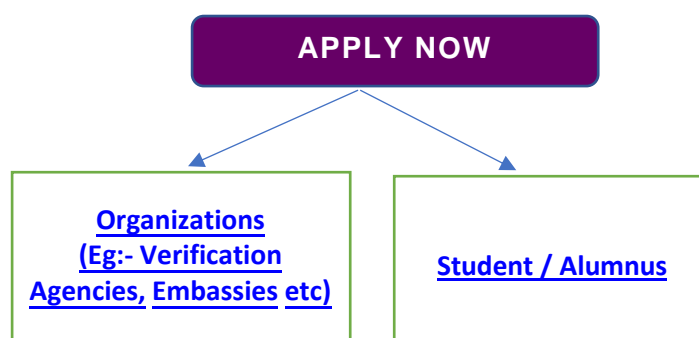 APPLY NOW
Organizations
(Eg:- Verification
Agencies, Embassies etc)
Student / Alumnus